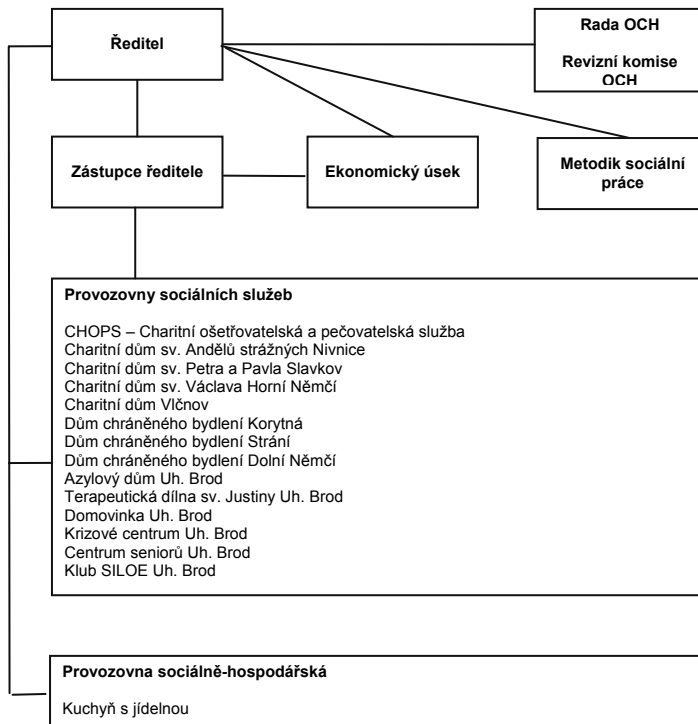 Ředitel
Rada OCH
Revizní komise
OCH
Zástupce ředitele
Ekonomický úsek
Metodik sociální
práce
Provozovny sociálních služeb
CHOPS – Charitní ošetřovatelská a pečovatelská služba
Charitní dům sv. Andělů strážných Nivnice
Charitní dům sv. Petra a Pavla Slavkov
Charitní dům sv. Václava Horní Němčí
Charitní dům Vlčnov
Dům chráněného bydlení Korytná
Dům chráněného bydlení Strání
Dům chráněného bydlení Dolní Němčí
Azylový dům Uh. Brod
Terapeutická dílna sv. Justiny Uh. Brod
Domovinka Uh. Brod
Krizové centrum Uh. Brod
Centrum seniorů Uh. Brod
Klub SILOE Uh. Brod
Provozovna sociálně-hospodářská
Kuchyň s jídelnou